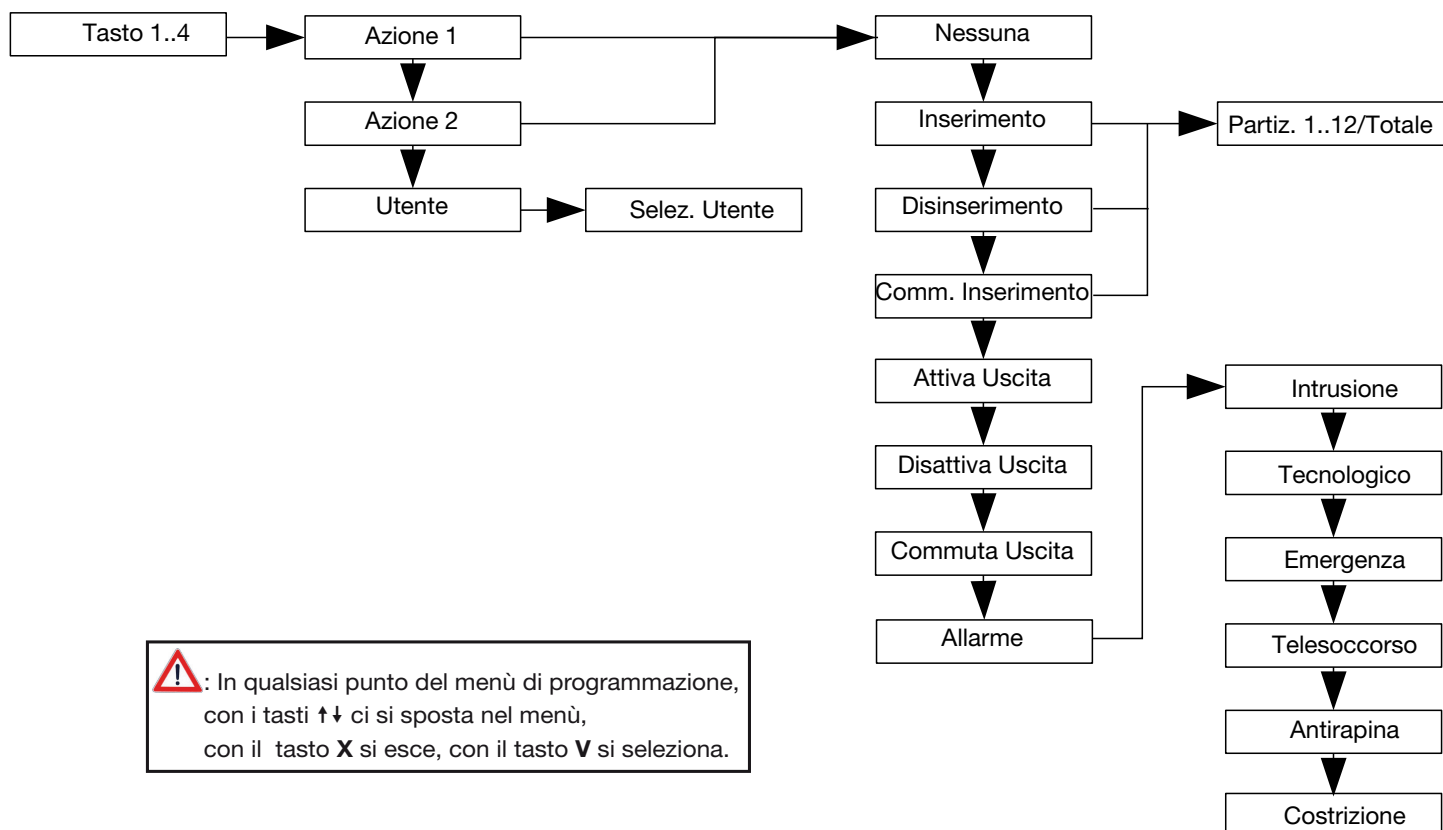 Tasto 1..4
Azione 1
Azione 2
Utente
Selez. Utente
Nessuna
Inserimento
Disinserimento
Comm. Inserimento
Attiva Uscita
Disattiva Uscita
Commuta Uscita
Allarme
Partiz. 1..12/Totale
Intrusione
Tecnologico
Emergenza
Telesoccorso
Antirapina
Costrizione
: In qualsiasi punto del menù di programmazione,
con i tasti ↑↓ ci si sposta nel menù,
con il tasto X si esce, con il tasto V si seleziona.